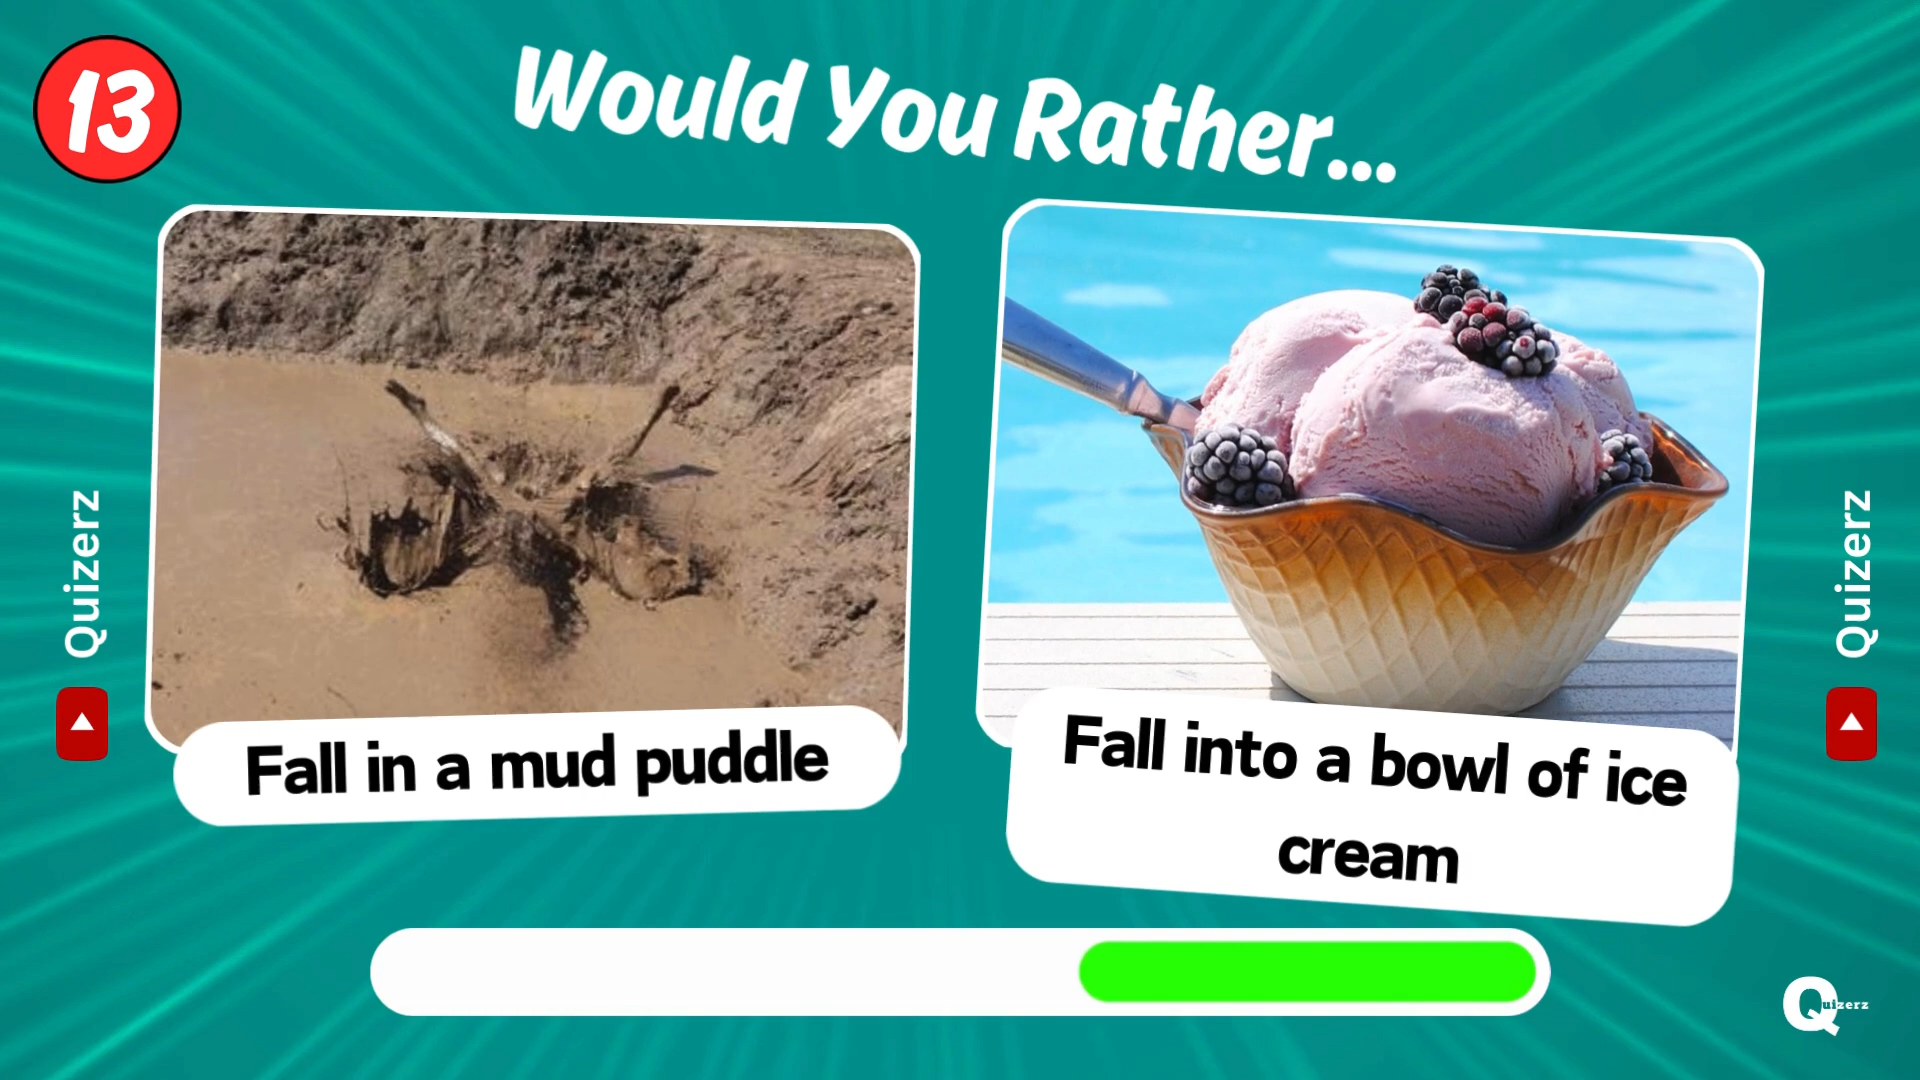 13
Would You Rather...
Fall in a mud puddle
Fall into a bowl of ice
cream
Quizerz
Quizerz
Quizerz